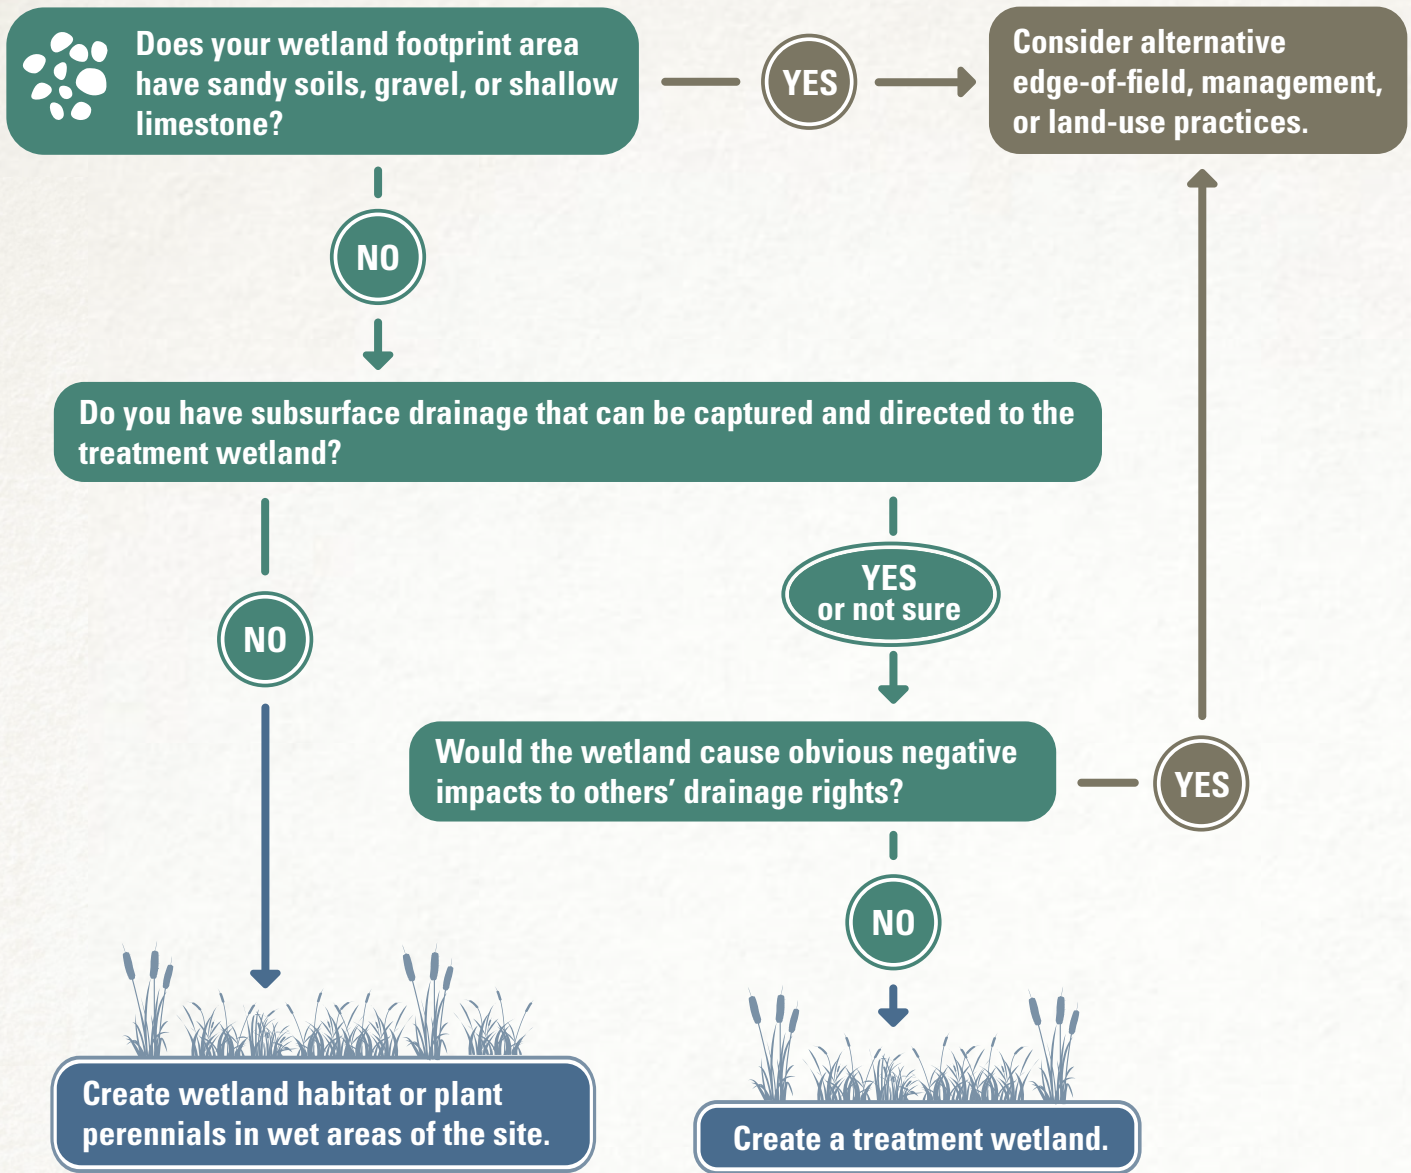 Does your wetland footprint area
have sandy soils, gravel, or shallow
limestone?
YES
Consider alternative
edge-of-field, management,
or land-use practices.
NO
Do you have subsurface drainage that can be captured and directed to the
treatment wetland?
NO
YES
or not sure
Would the wetland cause obvious negative
impacts to others’ drainage rights?
YES
NO
Create wetland habitat or plant
perennials in wet areas of the site.
Create a treatment wetland.